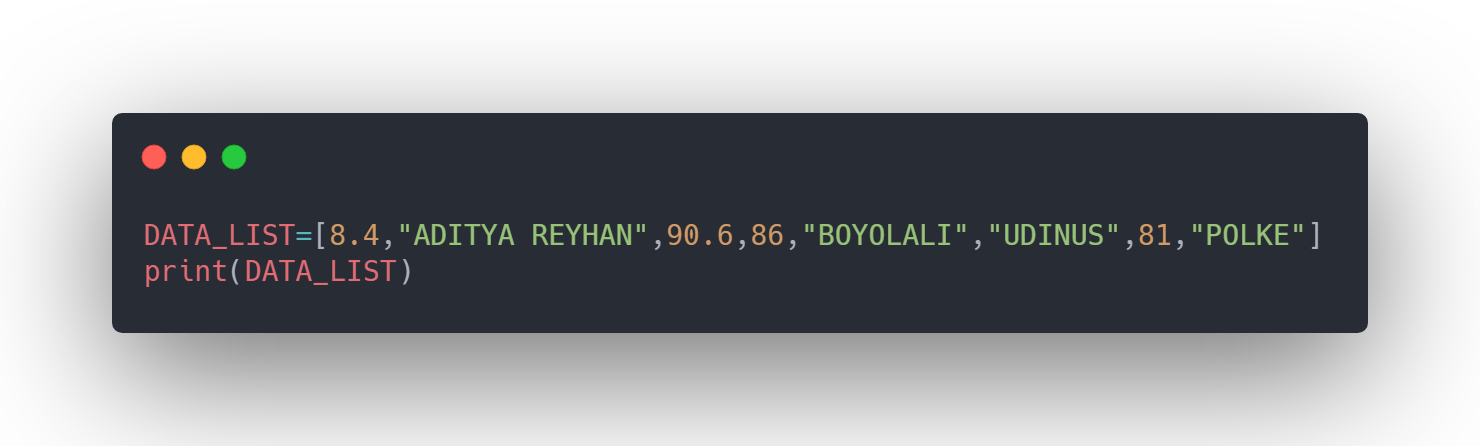 DATA_LIST=[8.4,"ADITYA REYHAN",90.6,86,"BOYOLALI","UDINUS",81,"POLKE"]
print(DATA_LIST)